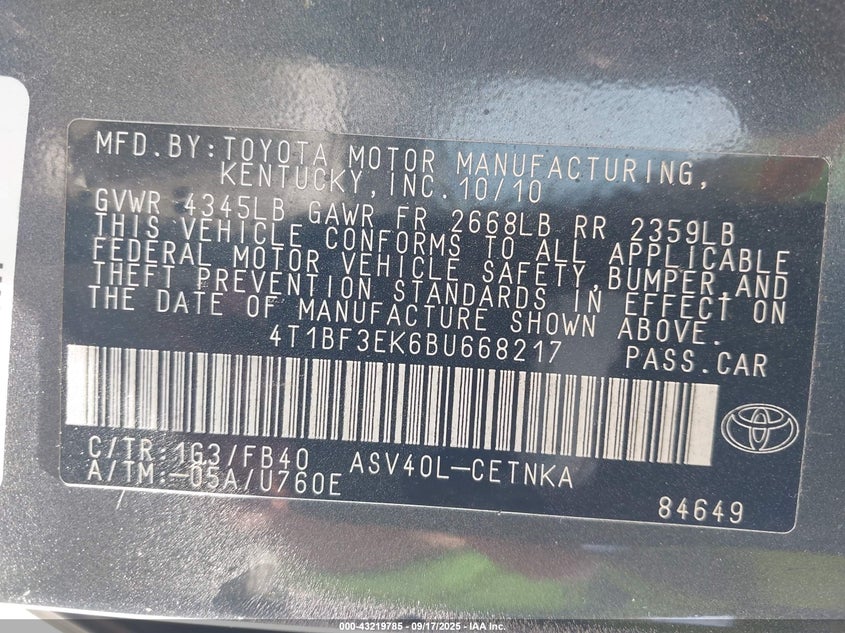 MFD.BY:TOYOTA MOTOR MANUFACTURING,
KENTUCKY,INC.10/10
GVWR 4345LB GAWR FR 2668LB RR 2359LB
THIS VEHICLE CONFORMS TO ALL APPLICABLE
FEDERAL MOTOR VEHICLE SAFETY,BUMPER,AND
THEFT PREVENTION STANDARDS IN EFFECT ON
THE DATE OF MANUFACTURE SHOWN ABOVE.
4T1BF3EK6BU668217 PASS.CAR
C/TR:1G3/FB40 ASV40L-CETNKA
A/TM:-05A/U760E
84649
000-43219785 - 09/17/2025 - IAA Inc.